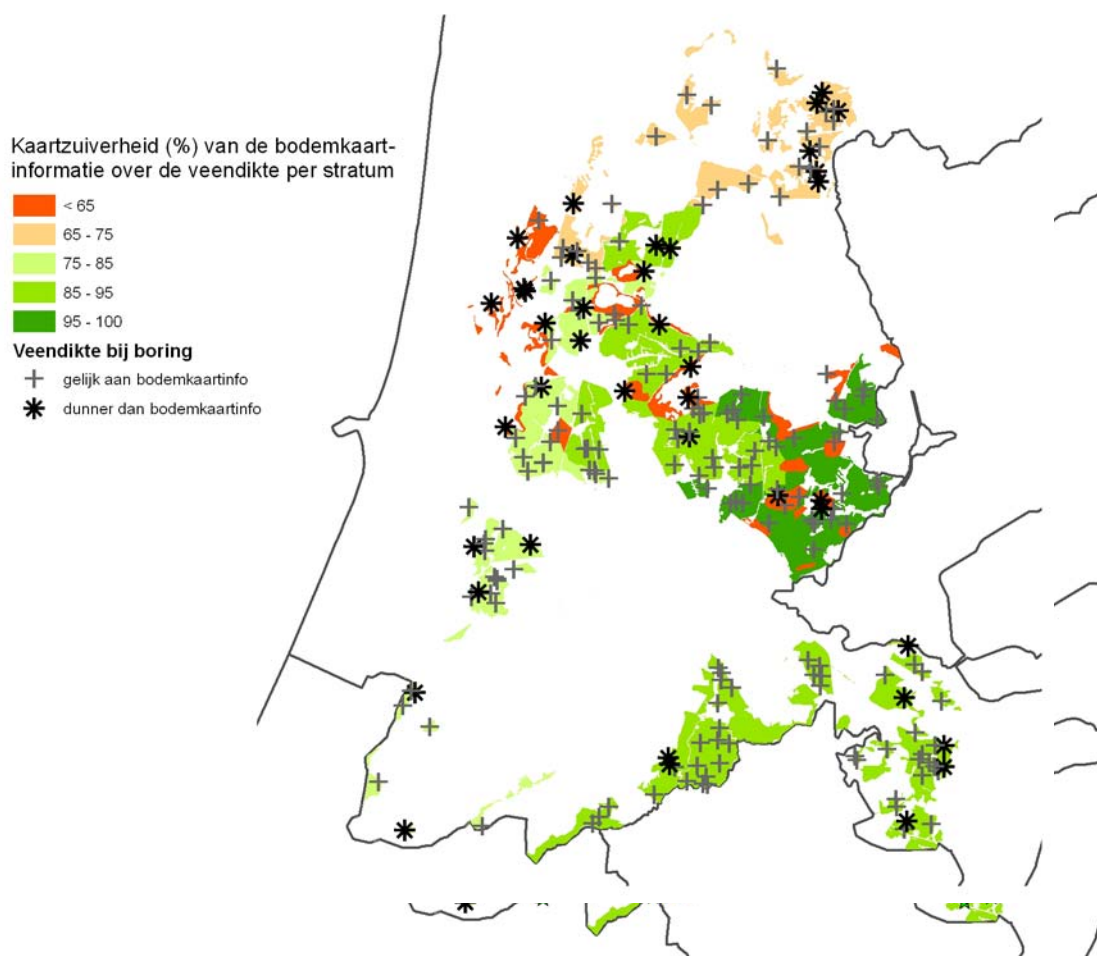 Kaartzuiverheid (%) van de bodemkaart-
informatie over de veendikte per stratum
< 65
65 - 75
75 - 85
85 - 95
95 - 100
Veendikte bij boring
gelijk aan bodemkaartinfo
dunner dan bodemkaartinfo